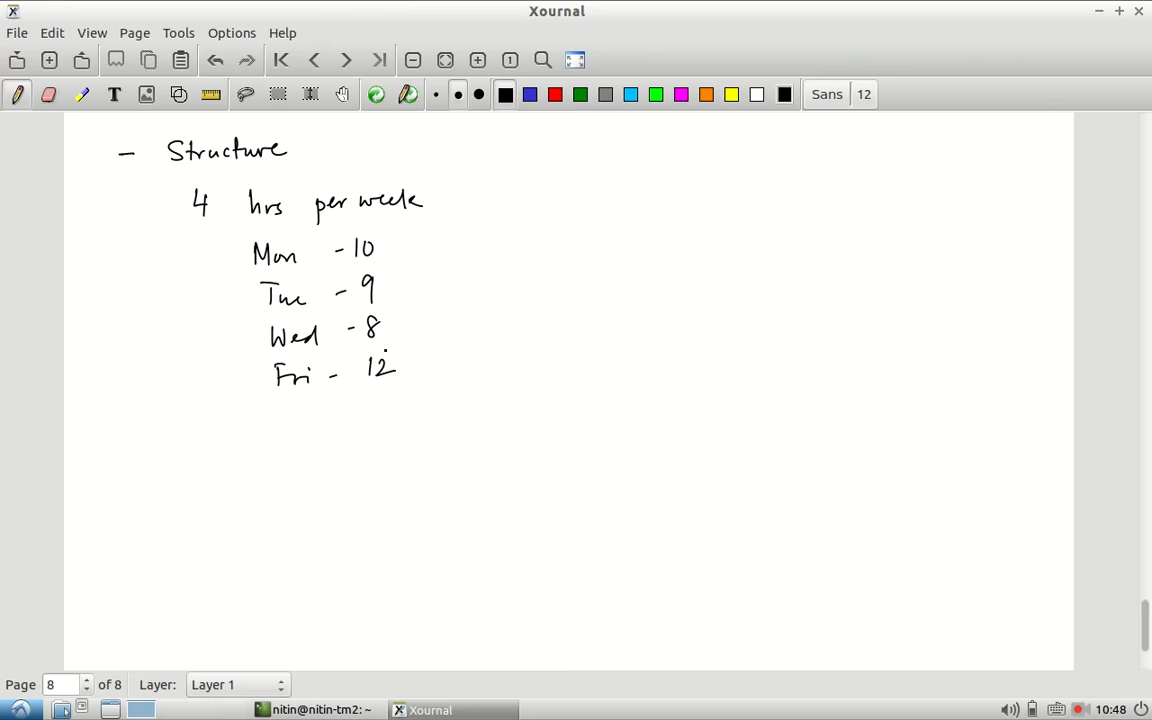 Xournal
File Edit View Page Tools Options Help
Sans 12
- Structure
4 hrs per week
Mon - 10
Tue - 9
Wed - 8
Fri - 12
Page 8 of 8 Layer: Layer 1
nitin@nitin-tm2: ~ Xournal 10:48